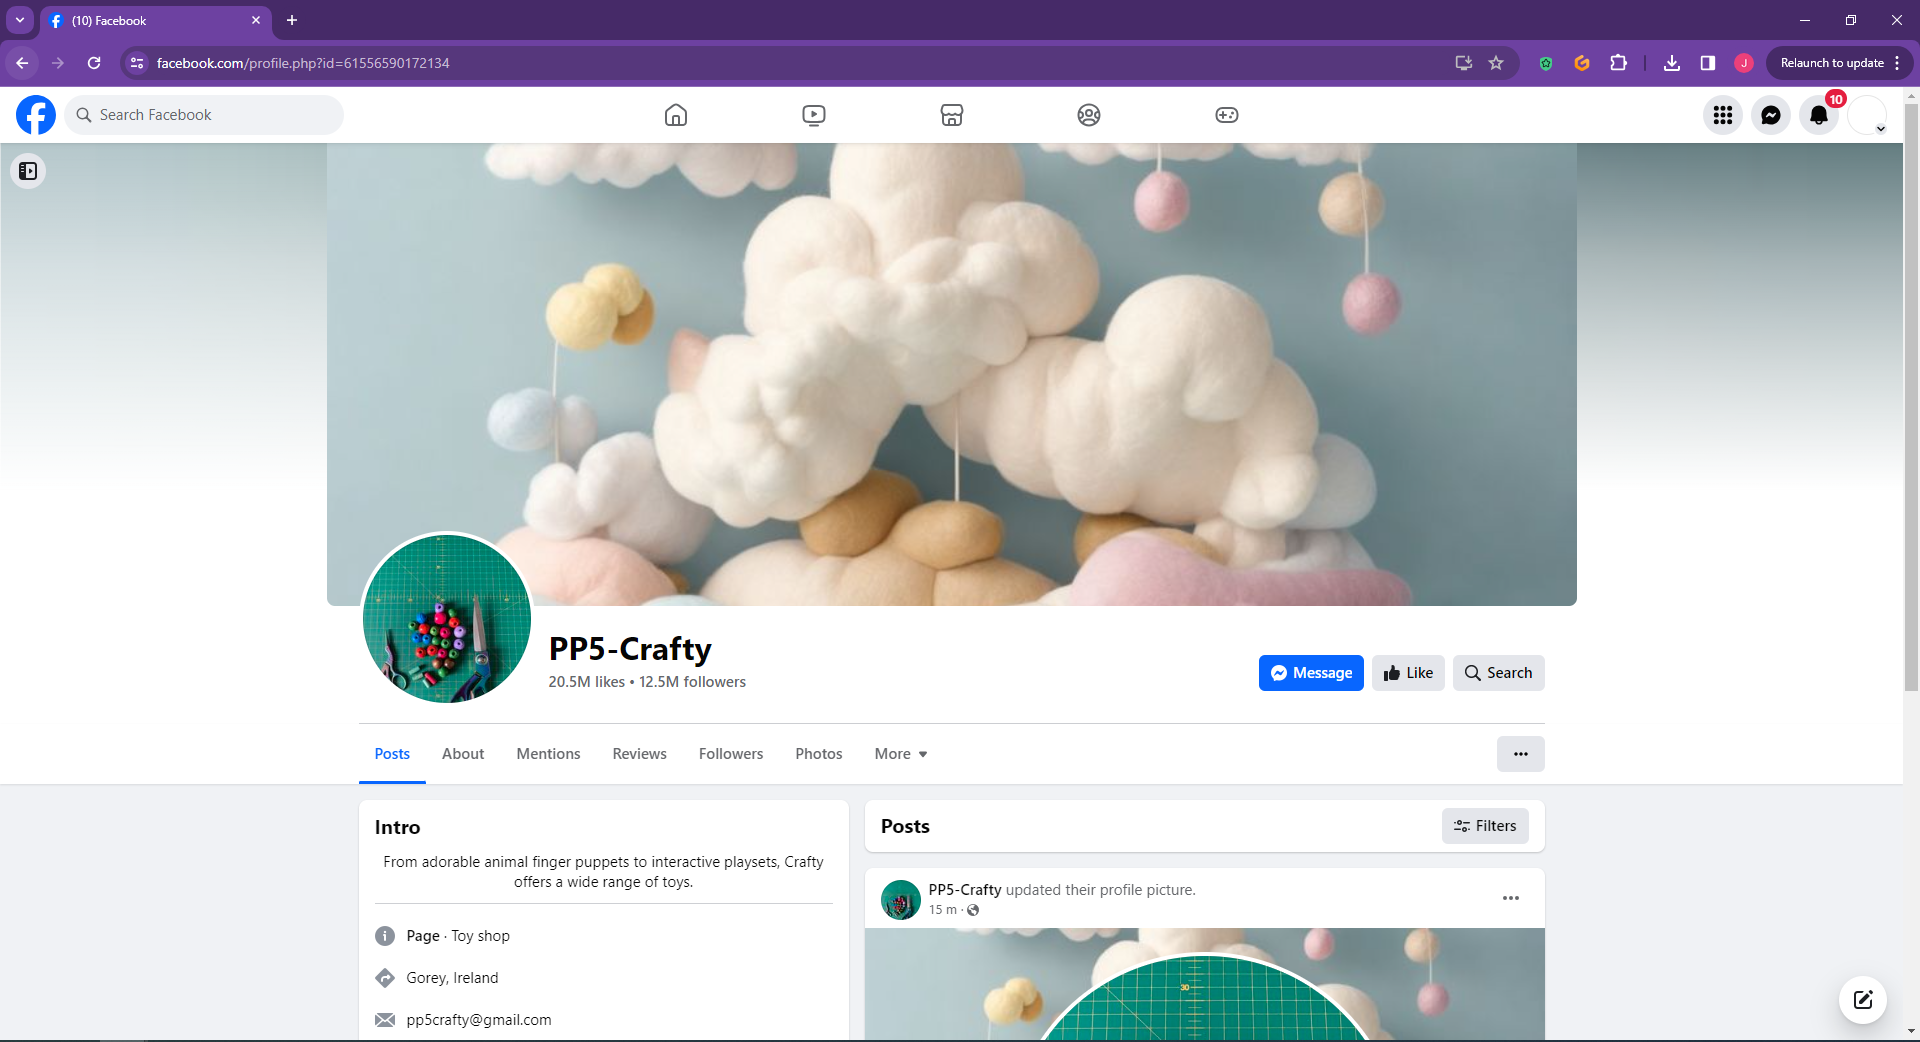 (10) Facebook
facebook.com/profile.php?id=61556590172134
J
Relaunch to update
Search Facebook
10
PP5-Crafty
20.5M likes • 12.5M followers
Message
Like
Search
Posts
About
Mentions
Reviews
Followers
Photos
More
Intro
From adorable animal finger puppets to interactive playsets, Crafty
offers a wide range of toys.
Page · Toy shop
Gorey, Ireland
pp5crafty@gmail.com
Posts
Filters
PP5-Crafty updated their profile picture.
15 m ·
30